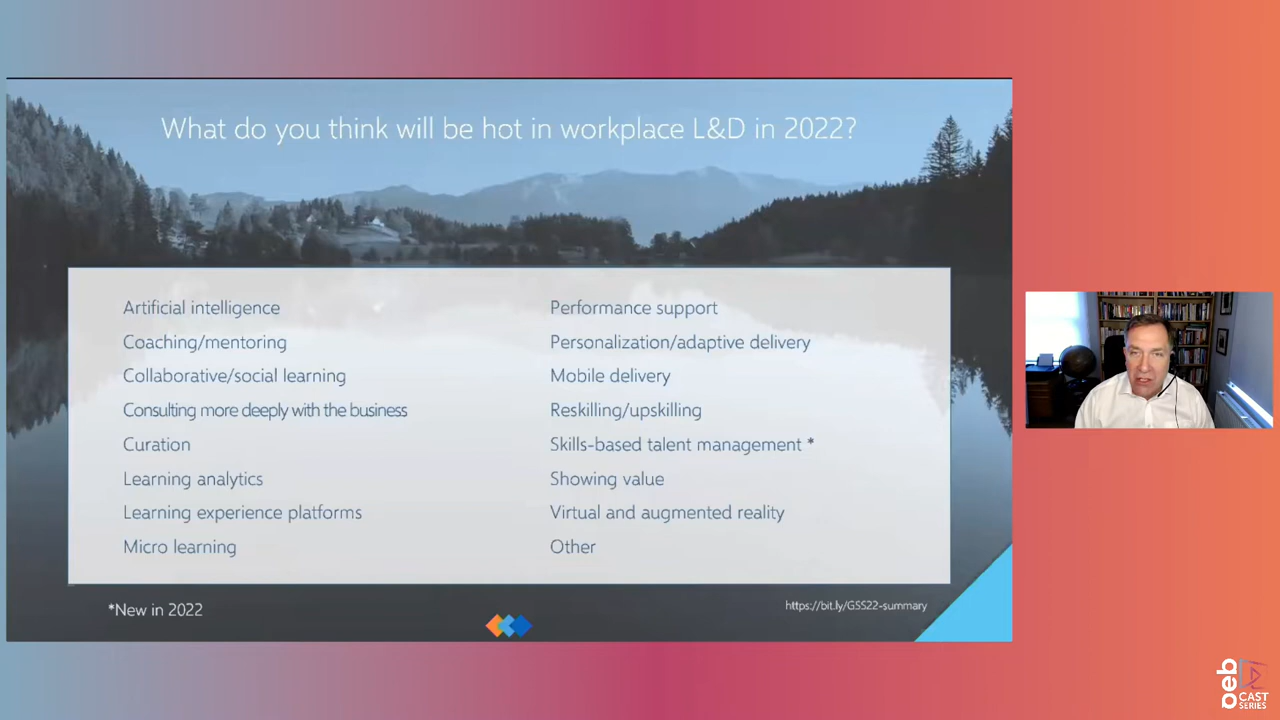 What do you think will be hot in workplace L&D in 2022?
Artificial intelligence
Coaching/mentoring
Collaborative/social learning
Consulting more deeply with the business
Curation
Learning analytics
Learning experience platforms
Micro learning
Performance support
Personalization/adaptive delivery
Mobile delivery
Reskilling/upskilling
Skills-based talent management *
Showing value
Virtual and augmented reality
Other
*New in 2022
https://bit.ly/GSS22-summary
oeb
CAST
SERIES